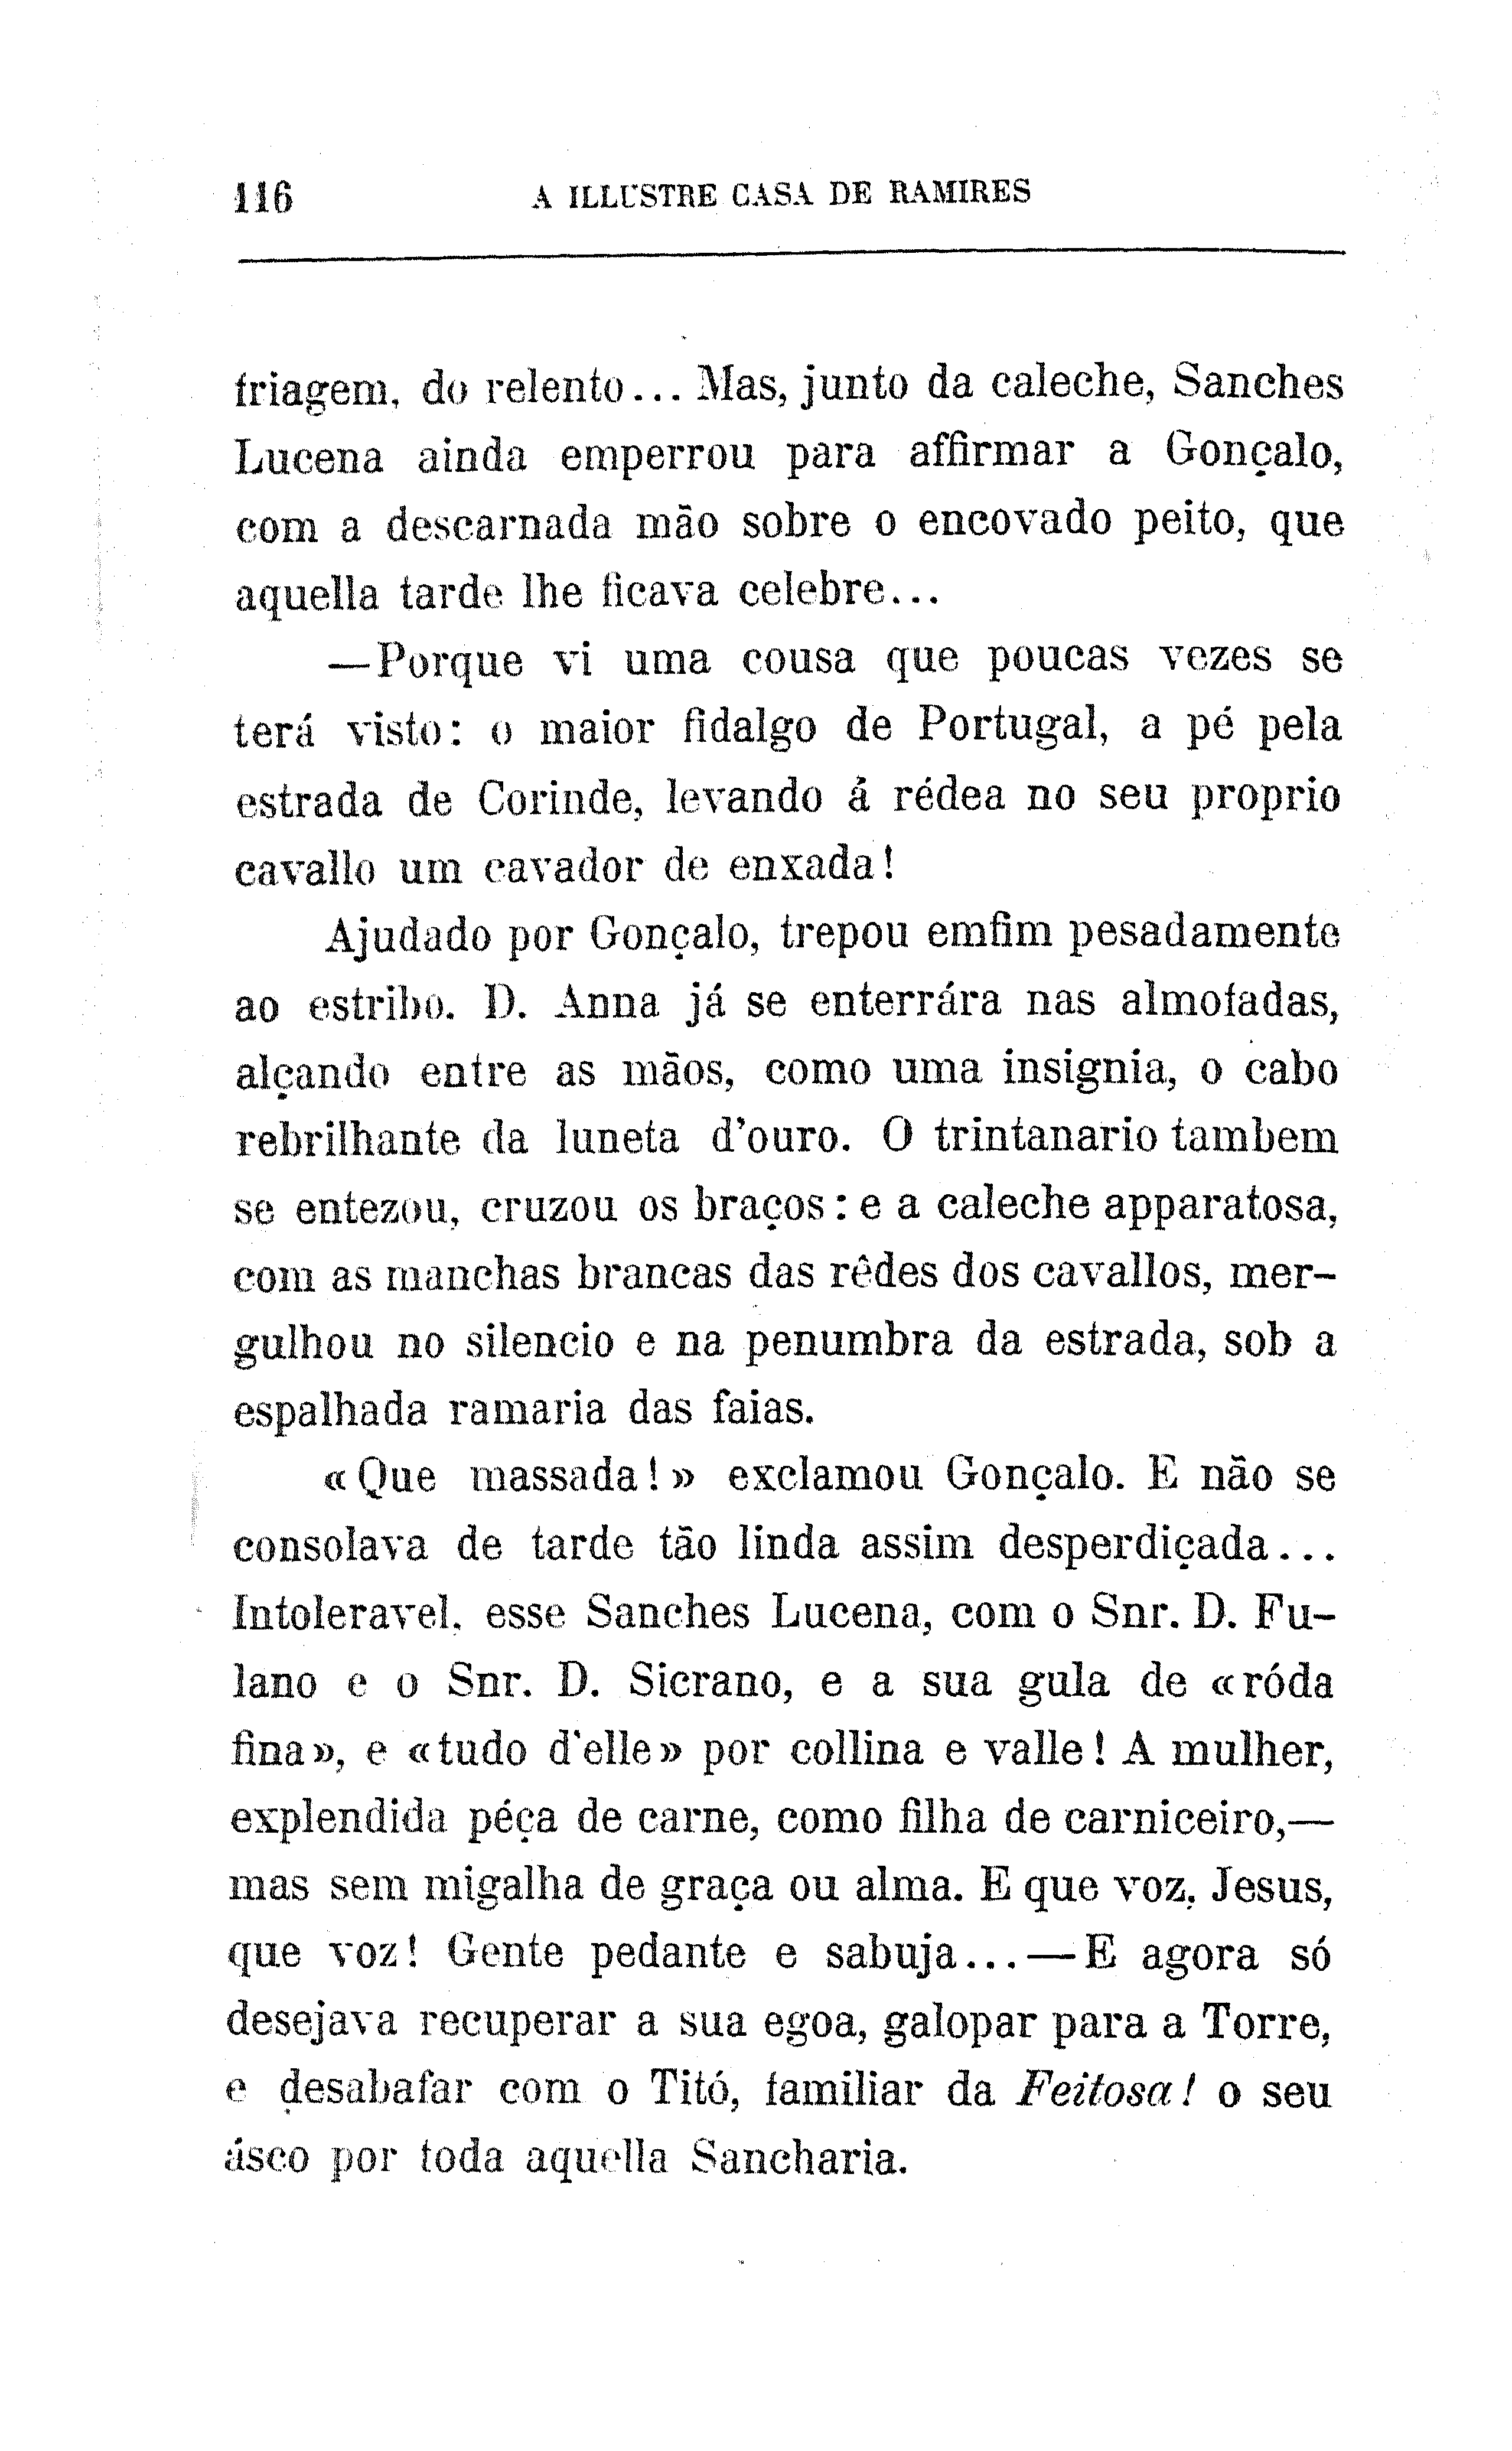 116 A ILLUSTRE CASA DE RAMIRES
friagem, do relento... Mas, junto da caleche, Sanches
Lucena ainda emperrou para affirmar a Gonçalo,
com a descarnada mão sobre o encovado peito, que
aquella tarde lhe ficava celebre...
—Porque vi uma cousa que poucas vezes se
terá visto: o maior fidalgo de Portugal, a pé pela
estrada de Corinde, levando á rédea no seu proprio
cavallo um cavador de enxada!
Ajudado por Gonçalo, trepou emfim pesadamente
ao estribo. D. Anna já se enterrára nas almofadas,
alçando entre as mãos, como uma insignia, o cabo
rebrilhante da luneta d'ouro. O trintanario tambem
se entezou, cruzou os braços: e a caleche apparatosa,
com as manchas brancas das rêdes dos cavallos, mer-
gulhou no silencio e na penumbra da estrada, sob a
espalhada ramaria das faias.
«Que massada!» exclamou Gonçalo. E não se
consolava de tarde tão linda assim desperdiçada...
Intoleravel, esse Sanches Lucena, com o Snr. D. Fu-
lano e o Snr. D. Sicrano, e a sua gula de «róda
fina», e «tudo d'elle» por collina e valle! A mulher,
explendida péça de carne, como filha de carniceiro,—
mas sem migalha de graça ou alma. E que voz, Jesus,
que voz! Gente pedante e sabuja...—E agora só
desejava recuperar a sua egoa, galopar para a Torre,
e desabafar com o Titó, familiar da Feitosa! o seu
ásco por toda aquella Sancharia.